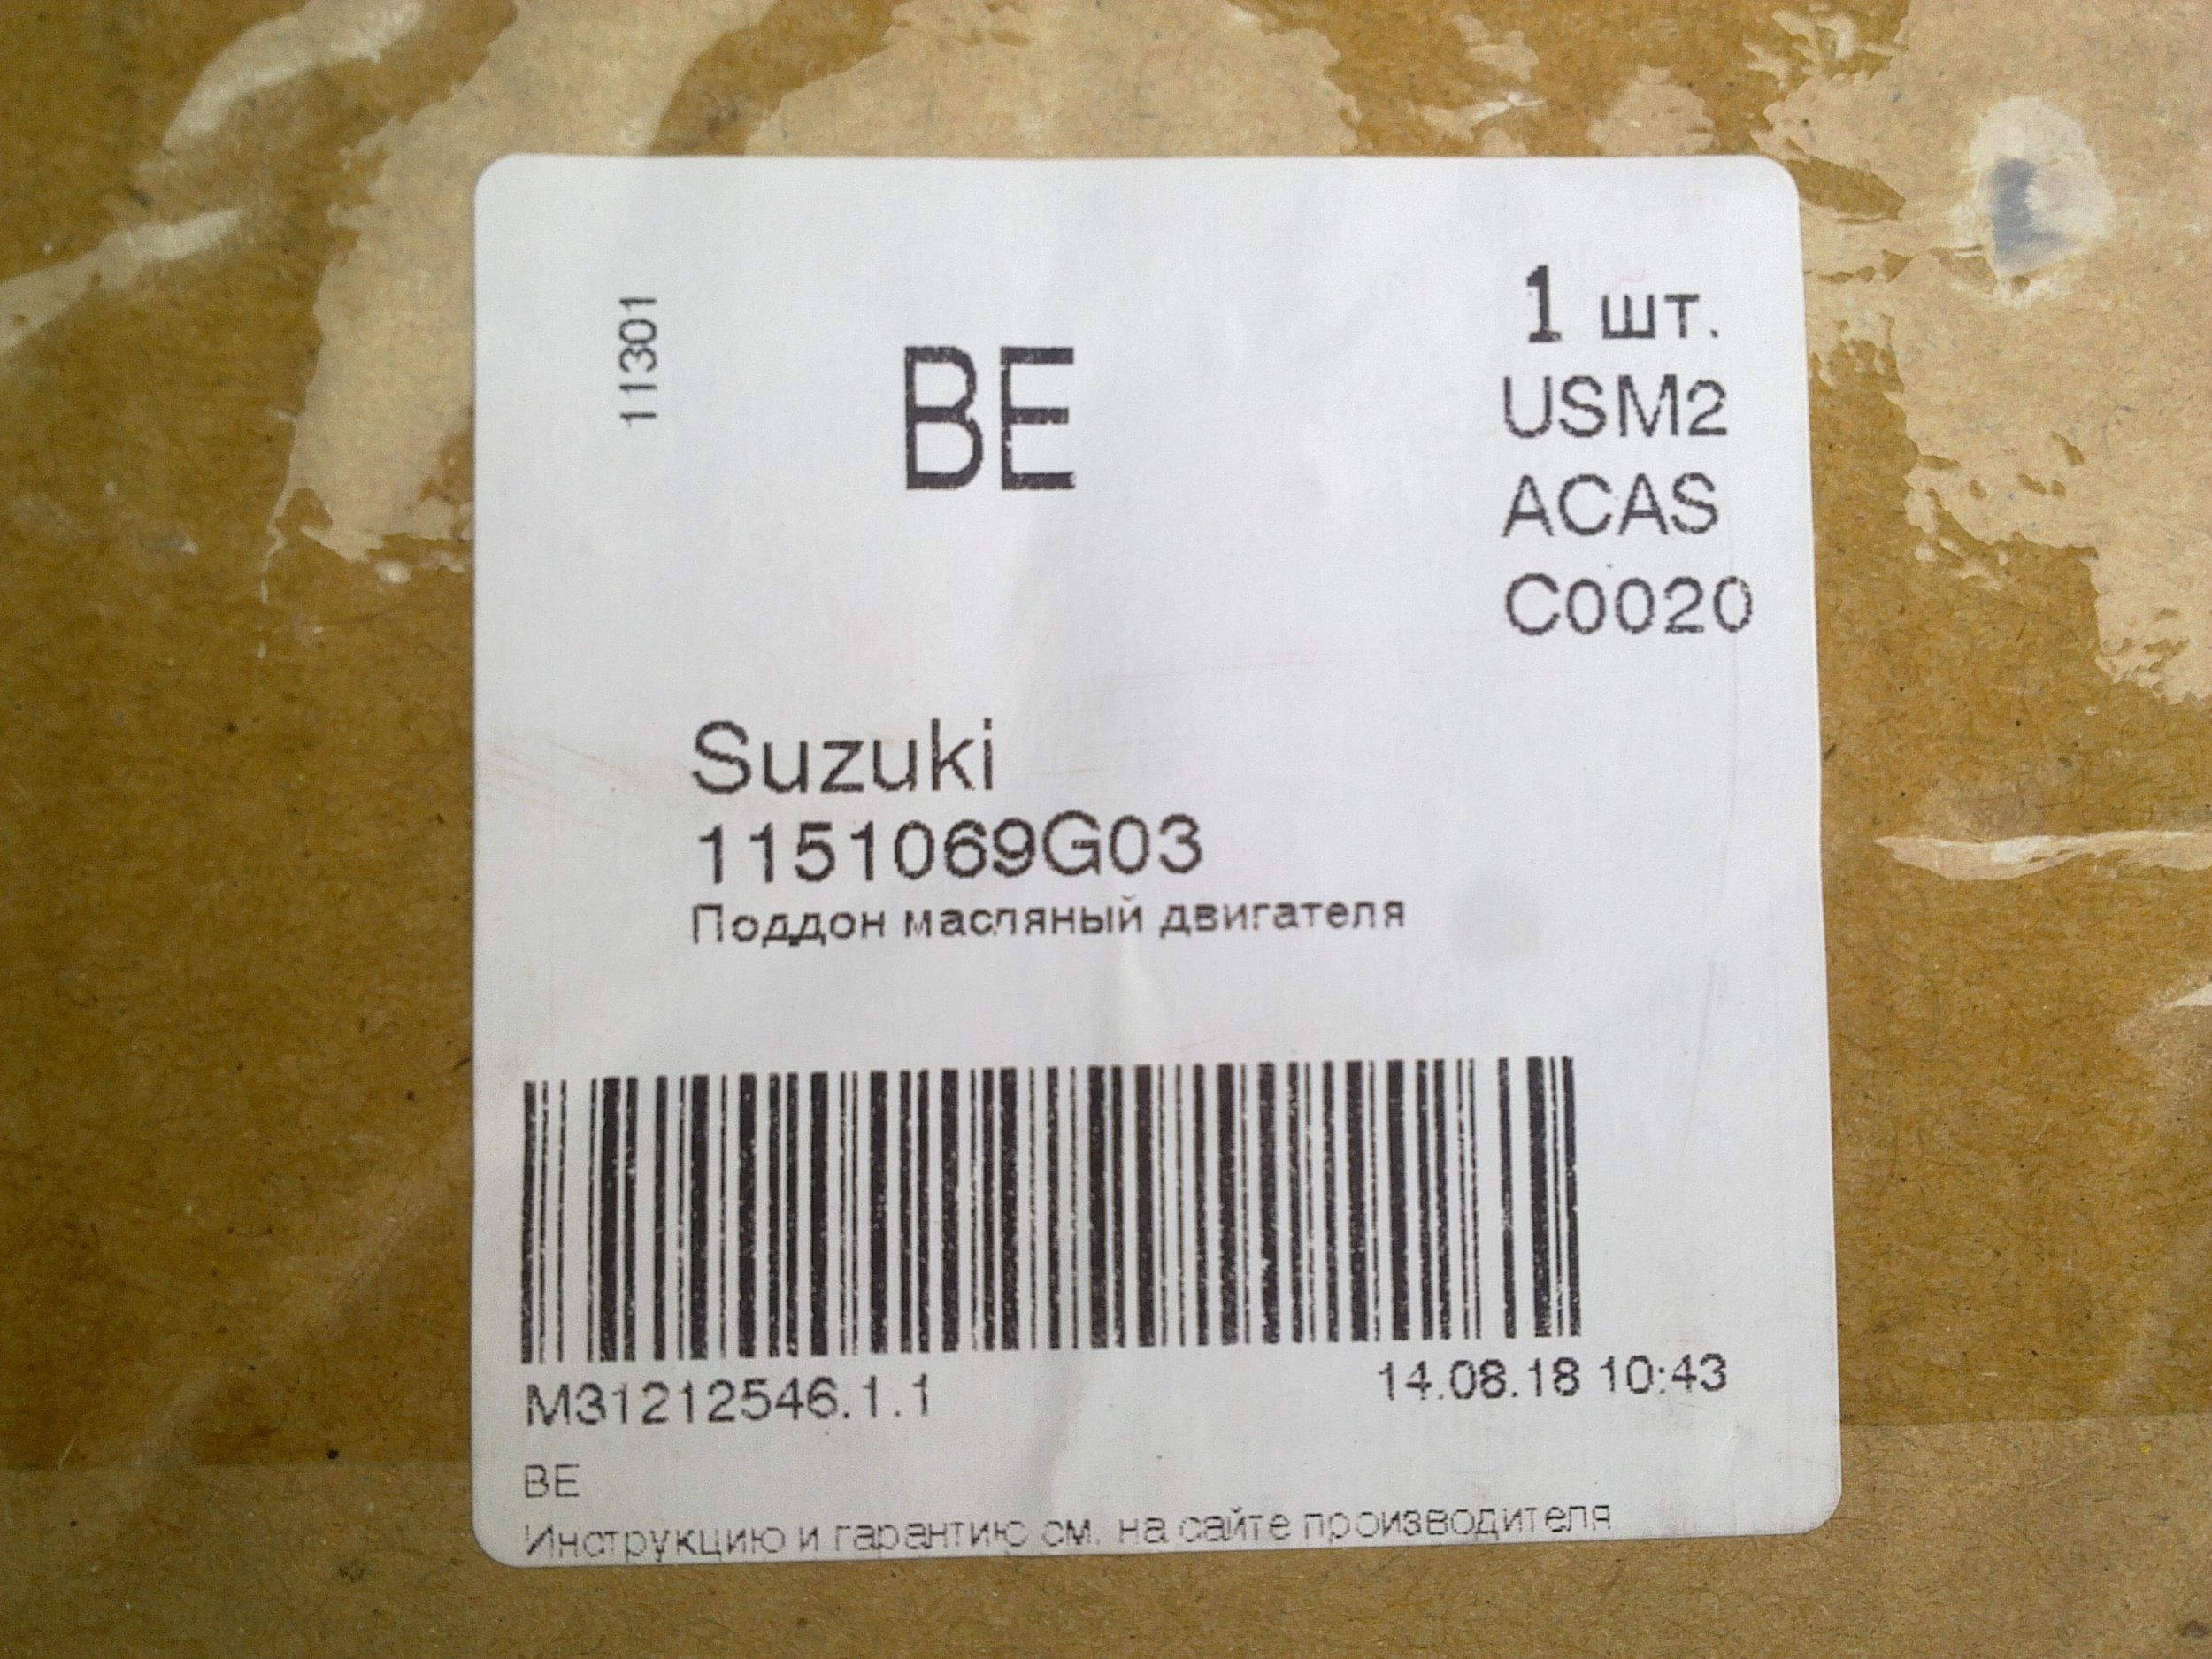 11301
BE
1 шт.
USM2
ACAS
C0020
Suzuki
1151069G03
Поддон масляный двигателя
M31212546.1.1
14.08.18 10:43
BE
Инструкцию и гарантию см. на сайте производителя